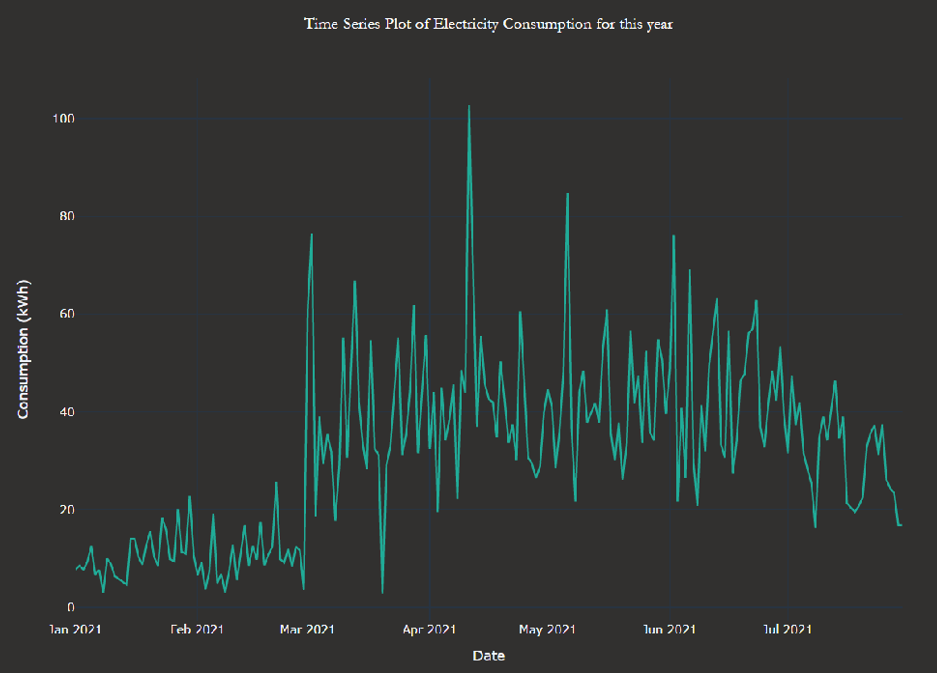 Time Series Plot of Electricity Consumption for this year
100
80
60
40
20
0
Consumption (kWh)
Jan 2021 Feb 2021 Mar 2021 Apr 2021 May 2021 Jun 2021 Jul 2021
Date